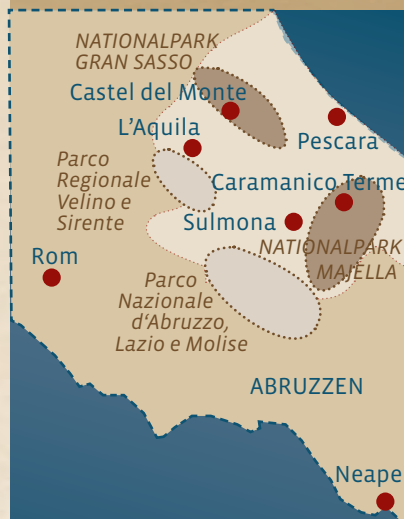 NATIONALPARK
GRAN SASSO
Castel del Monte
L'Aquila
Pescara
Parco
Regionale
Velino e
Sirente
Caramanico Terme
Sulmona
NATIONALPARK
MAJELLA
Rom
Parco
Nazionale
d'Abruzzo,
Lazio e Molise
ABRUZZEN
Neape